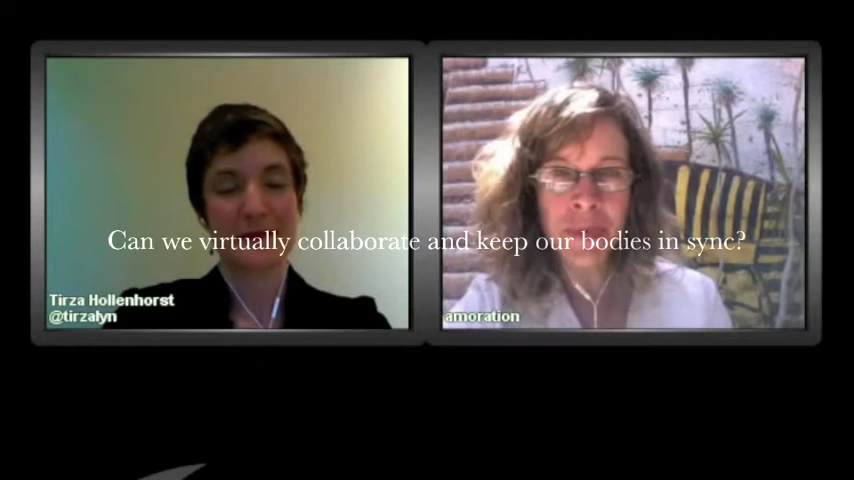 Can we virtually collaborate and keep our bodies in sync?
Tirza Hollenhorst
@tirzalyn
amoration